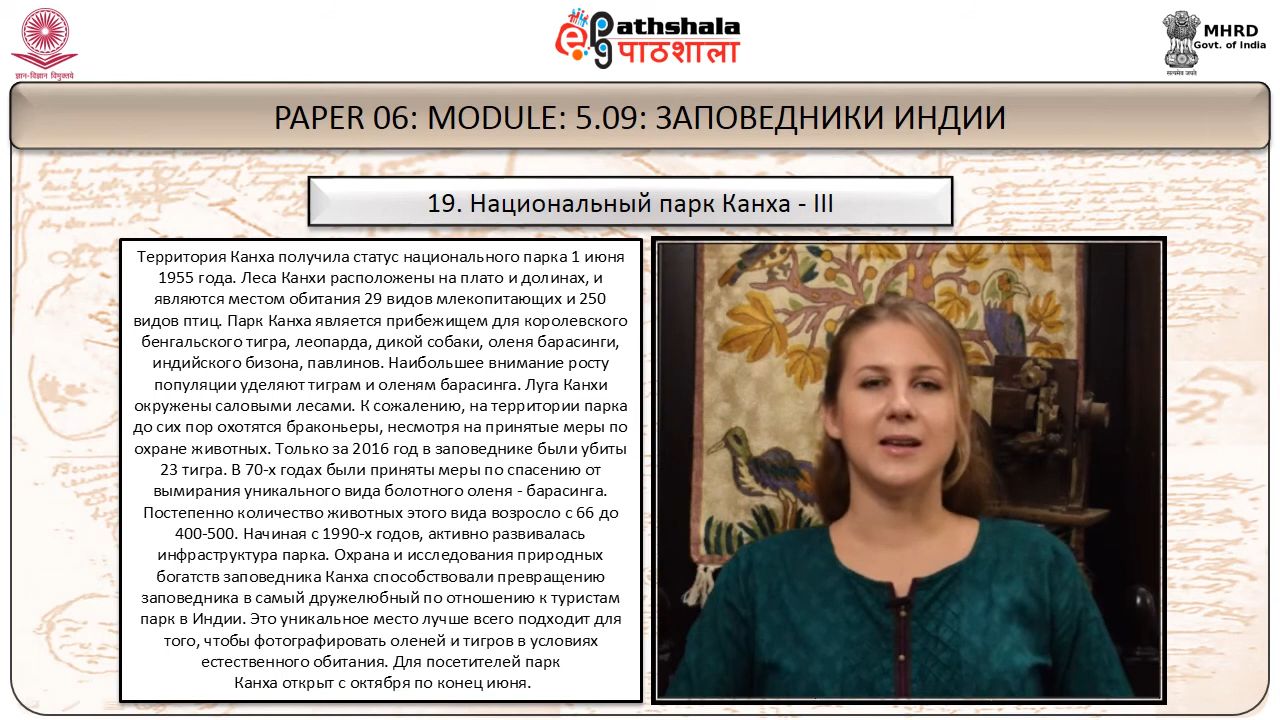 ज्ञान-विज्ञान विमुक्तये
ePg Pathshala
पाठशाला
MHRD
Govt. of India
सत्यमेव जयते
PAPER 06: MODULE: 5.09: ЗАПОВЕДНИКИ ИНДИИ
19. Национальный парк Канха - III
Территория Канха получила статус национального парка 1 июня
1955 года. Леса Канхи расположены на плато и долинах, и
являются местом обитания 29 видов млекопитающих и 250
видов птиц. Парк Канха является прибежищем для королевского
бенгальского тигра, леопарда, дикой собаки, оленя барасинги,
индийского бизона, павлинов. Наибольшее внимание росту
популяции уделяют тиграм и оленям барасинга. Луга Канхи
окружены саловыми лесами. К сожалению, на территории парка
до сих пор охотятся браконьеры, несмотря на принятые меры по
охране животных. Только за 2016 год в заповеднике были убиты
23 тигра. В 70-х годах были приняты меры по спасению от
вымирания уникального вида болотного оленя - барасинга.
Постепенно количество животных этого вида возросло с 66 до
400-500. Начиная с 1990-х годов, активно развивалась
инфраструктура парка. Охрана и исследования природных
богатств заповедника Канха способствовали превращению
заповедника в самый дружелюбный по отношению к туристам
парк в Индии. Это уникальное место лучше всего подходит для
того, чтобы фотографировать оленей и тигров в условиях
естественного обитания. Для посетителей парк
Канха открыт с октября по конец июня.